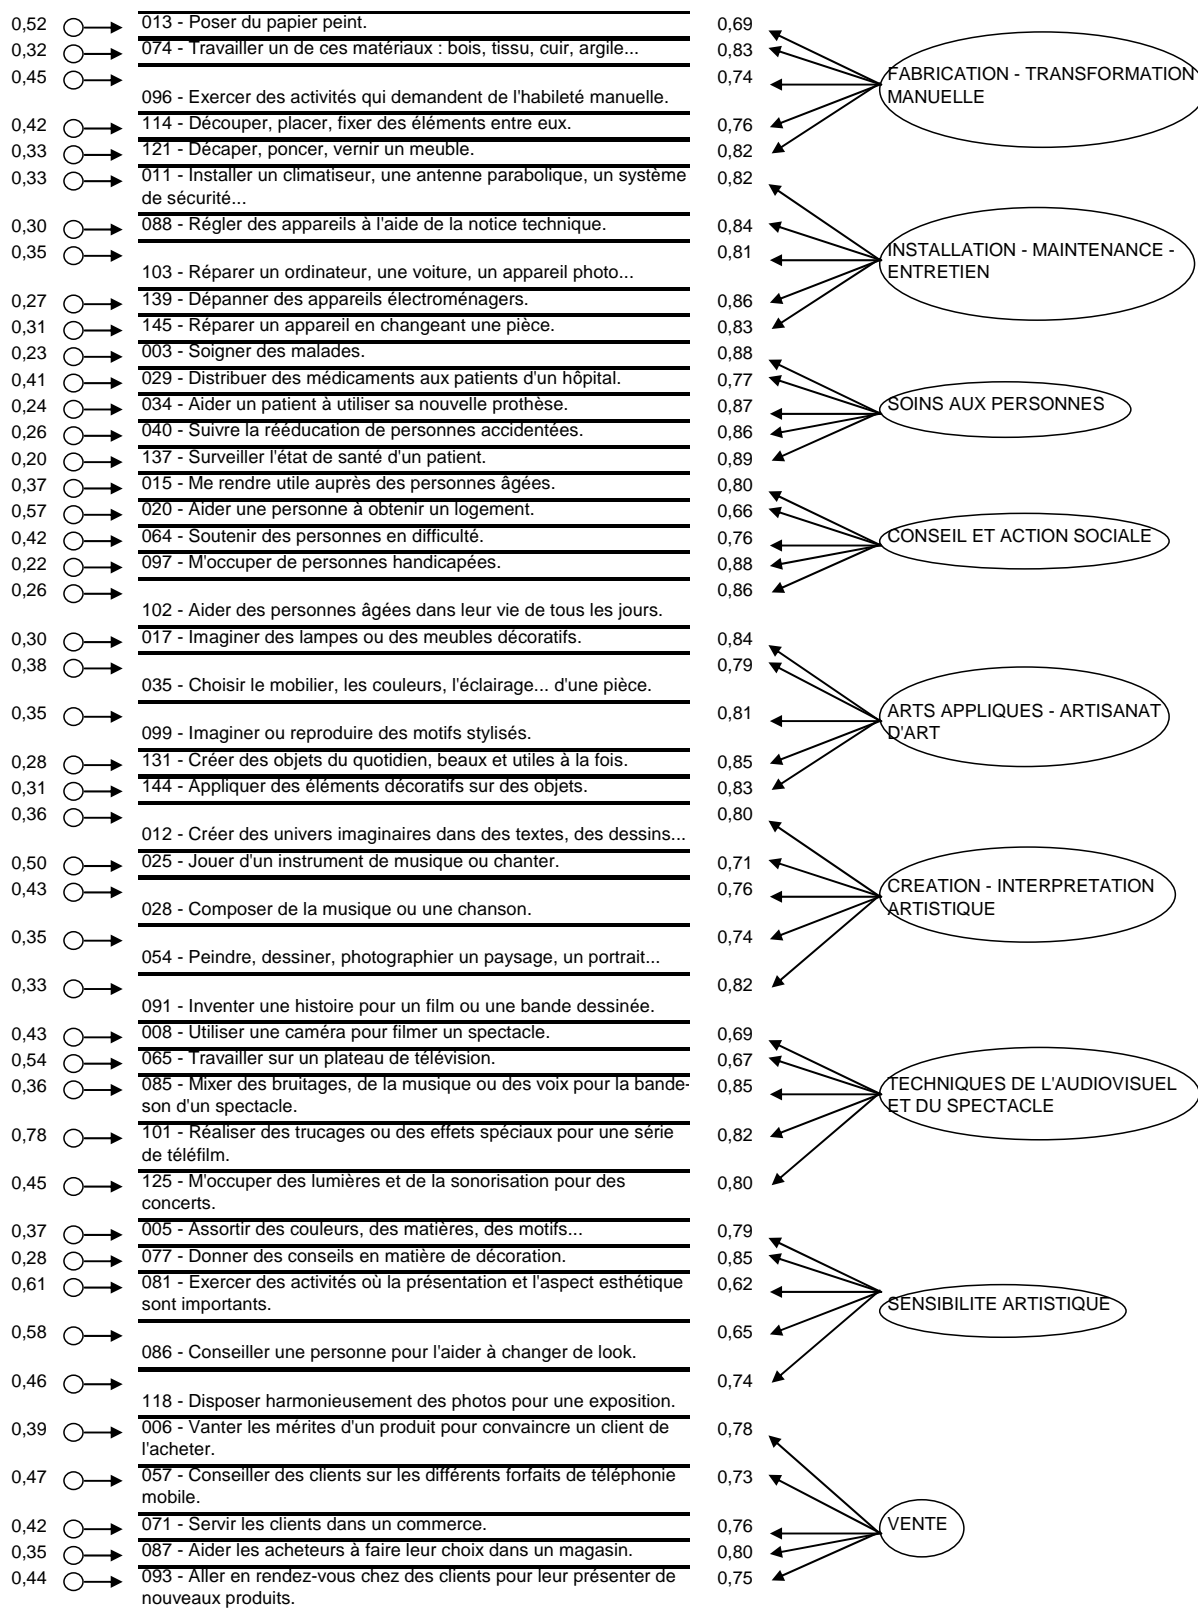 0,52 013 - Poser du papier peint. 0,69
0,32 074 - Travailler un de ces matériaux : bois, tissu, cuir, argile... 0,83
0,45 0,74 FABRICATION - TRANSFORMATION
096 - Exercer des activités qui demandent de l'habileté manuelle. MANUELLE
0,42 114 - Découper, placer, fixer des éléments entre eux. 0,76
0,33 121 - Décaper, poncer, vernir un meuble. 0,82
0,33 011 - Installer un climatiseur, une antenne parabolique, un système 0,82
de sécurité...
0,30 088 - Régler des appareils à l'aide de la notice technique. 0,84
0,35 0,81 INSTALLATION - MAINTENANCE -
103 - Réparer un ordinateur, une voiture, un appareil photo... ENTRETIEN
0,27 139 - Dépanner des appareils électroménagers. 0,86
0,31 145 - Réparer un appareil en changeant une pièce. 0,83
0,23 003 - Soigner des malades. 0,88
0,41 029 - Distribuer des médicaments aux patients d'un hôpital. 0,77
0,24 034 - Aider un patient à utiliser sa nouvelle prothèse. 0,87 SOINS AUX PERSONNES
0,26 040 - Suivre la rééducation de personnes accidentées. 0,86
0,20 137 - Surveiller l'état de santé d'un patient. 0,89
0,37 015 - Me rendre utile auprès des personnes âgées. 0,80
0,57 020 - Aider une personne à obtenir un logement. 0,66
0,42 064 - Soutenir des personnes en difficulté. 0,76 CONSEIL ET ACTION SOCIALE
0,22 097 - M'occuper de personnes handicapées. 0,88
0,26 0,86
102 - Aider des personnes âgées dans leur vie de tous les jours.
0,30 017 - Imaginer des lampes ou des meubles décoratifs. 0,84
0,38 0,79
035 - Choisir le mobilier, les couleurs, l'éclairage... d'une pièce.
0,35 0,81 ARTS APPLIQUES - ARTISANAT
099 - Imaginer ou reproduire des motifs stylisés. D'ART
0,28 131 - Créer des objets du quotidien, beaux et utiles à la fois. 0,85
0,31 144 - Appliquer des éléments décoratifs sur des objets. 0,83
0,36 0,80
012 - Créer des univers imaginaires dans des textes, des dessins...
0,50 025 - Jouer d'un instrument de musique ou chanter. 0,71
0,43 0,76 CREATION - INTERPRETATION
028 - Composer de la musique ou une chanson. ARTISTIQUE
0,35 0,74
054 - Peindre, dessiner, photographier un paysage, un portrait...
0,33 0,82
091 - Inventer une histoire pour un film ou une bande dessinée.
0,43 008 - Utiliser une caméra pour filmer un spectacle. 0,69
0,54 065 - Travailler sur un plateau de télévision. 0,67
0,36 085 - Mixer des bruitages, de la musique ou des voix pour la bande- 0,85 TECHNIQUES DE L'AUDIOVISUEL
son d'un spectacle. ET DU SPECTACLE
0,78 101 - Réaliser des trucages ou des effets spéciaux pour une série 0,82
de téléfilm.
0,45 125 - M'occuper des lumières et de la sonorisation pour des 0,80
concerts.
0,37 005 - Assortir des couleurs, des matières, des motifs... 0,79
0,28 077 - Donner des conseils en matière de décoration. 0,85
0,61 081 - Exercer des activités où la présentation et l'aspect esthétique 0,62
sont importants. SENSIBILITE ARTISTIQUE
0,58 0,65
086 - Conseiller une personne pour l'aider à changer de look.
0,46 0,74
118 - Disposer harmonieusement des photos pour une exposition.
0,39 006 - Vanter les mérites d'un produit pour convaincre un client de 0,78
l'acheter.
0,47 057 - Conseiller des clients sur les différents forfaits de téléphonie 0,73
mobile.
0,42 071 - Servir les clients dans un commerce. 0,76 VENTE
0,35 087 - Aider les acheteurs à faire leur choix dans un magasin. 0,80
0,44 093 - Aller en rendez-vous chez des clients pour leur présenter de 0,75
nouveaux produits.